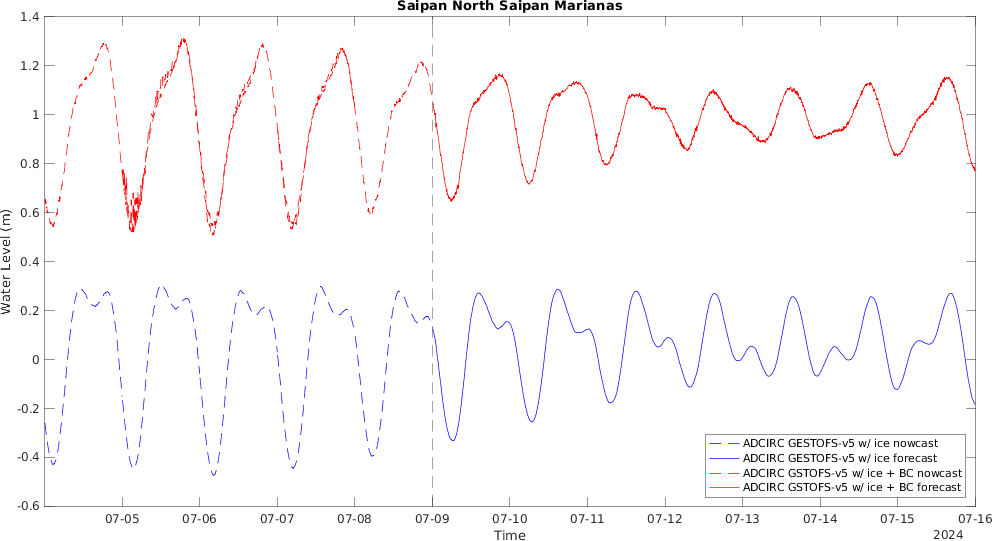 Saipan North Saipan Marianas
1.4
1.2
1
0.8
0.6
0.4
0.2
0
-0.2
-0.4
-0.6
Water Level (m)
ADCIRC GESTOFS-v5 w/ ice nowcast
ADCIRC GESTOFS-v5 w/ ice forecast
ADCIRC GSTOFS-v5 w/ ice + BC nowcast
ADCIRC GSTOFS-v5 w/ ice + BC forecast
07-05 07-06 07-07 07-08 07-09 07-10 07-11 07-12 07-13 07-14 07-15 07-16
Time
2024